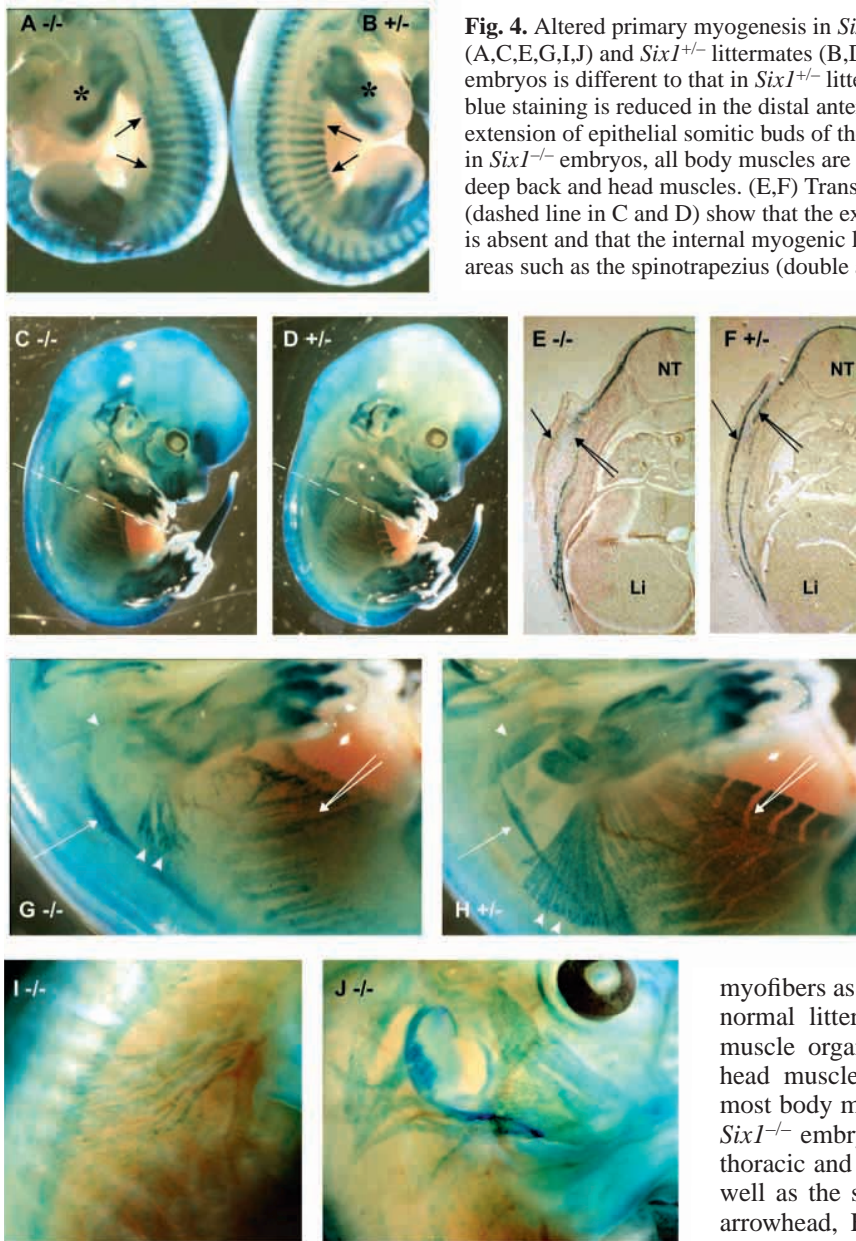 A -/-
B +/-
*
*
Fig. 4. Altered primary myogenesis in Six
(A,C,E,G,I,J) and Six1+/– littermates (B,D
embryos is different to that in Six1+/– litte
blue staining is reduced in the distal ante
extension of epithelial somitic buds of th
in Six1–/– embryos, all body muscles are
deep back and head muscles. (E,F) Trans
(dashed line in C and D) show that the ex
is absent and that the internal myogenic
areas such as the spinotrapezius (double
C -/-
D +/-
E -/-
NT
Li
F +/-
NT
Li
G -/-
H +/-
I -/-
J -/-
myofibers as
normal litter
muscle organ
head muscle
most body m
Six1–/– embry
thoracic and
well as the s
arrowhead,